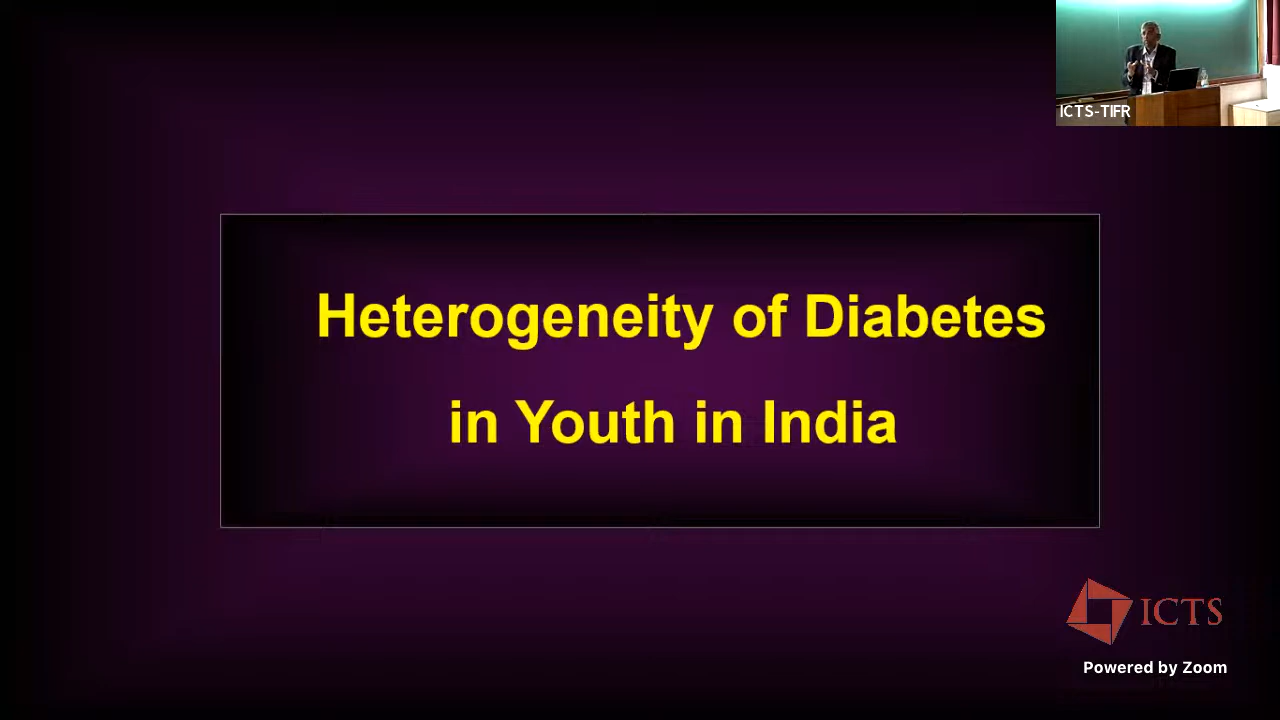 ICTS-TIFR
Heterogeneity of Diabetes
in Youth in India
ICTS
Powered by Zoom